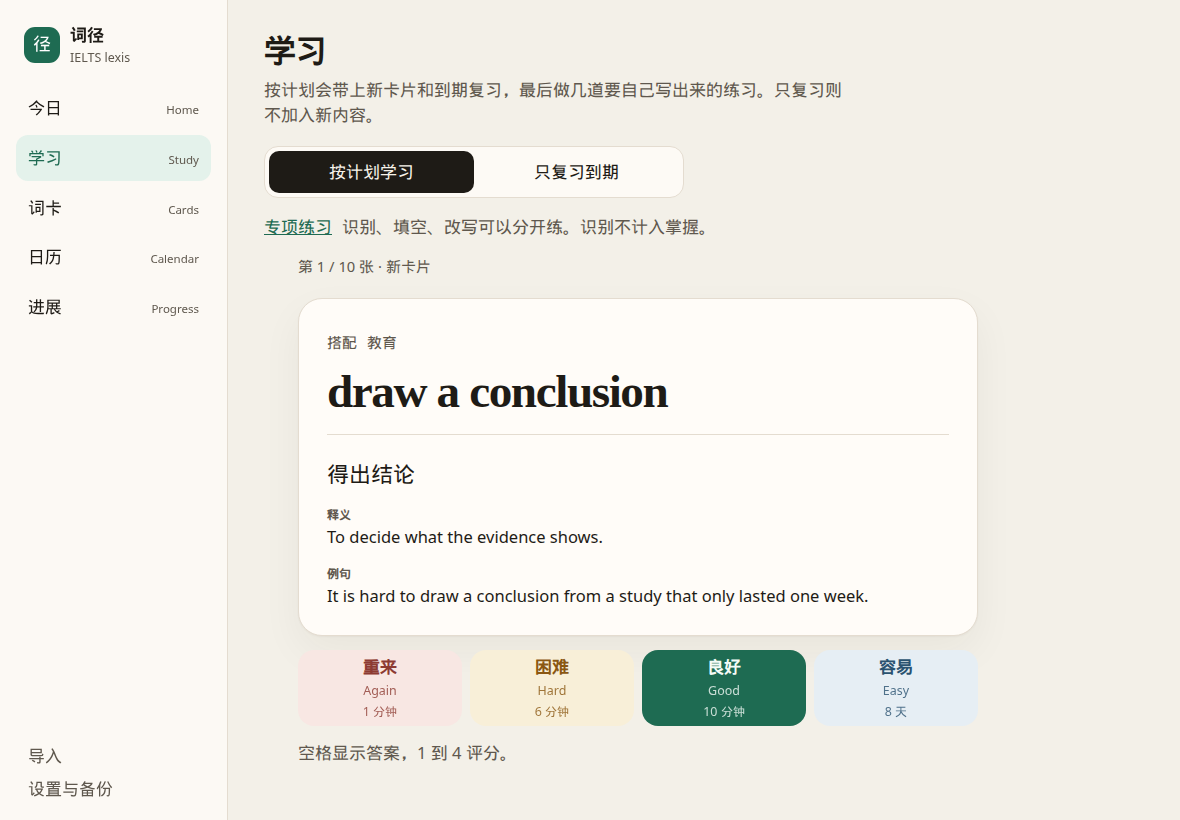 径
词径
IELTS lexis
今日 Home
学习 Study
词卡 Cards
日历 Calendar
进展 Progress
导入
设置与备份
学习
按计划会带上新卡片和到期复习，最后做几道要自己写出来的练习。只复习则
不加入新内容。
按计划学习 只复习到期
专项练习 识别、填空、改写可以分开练。识别不计入掌握。
第 1 / 10 张 · 新卡片
搭配 教育
draw a conclusion
得出结论
释义
To decide what the evidence shows.
例句
It is hard to draw a conclusion from a study that only lasted one week.
重来 困难 良好 容易
Again Hard Good Easy
1 分钟 6 分钟 10 分钟 8 天
空格显示答案，1 到 4 评分。